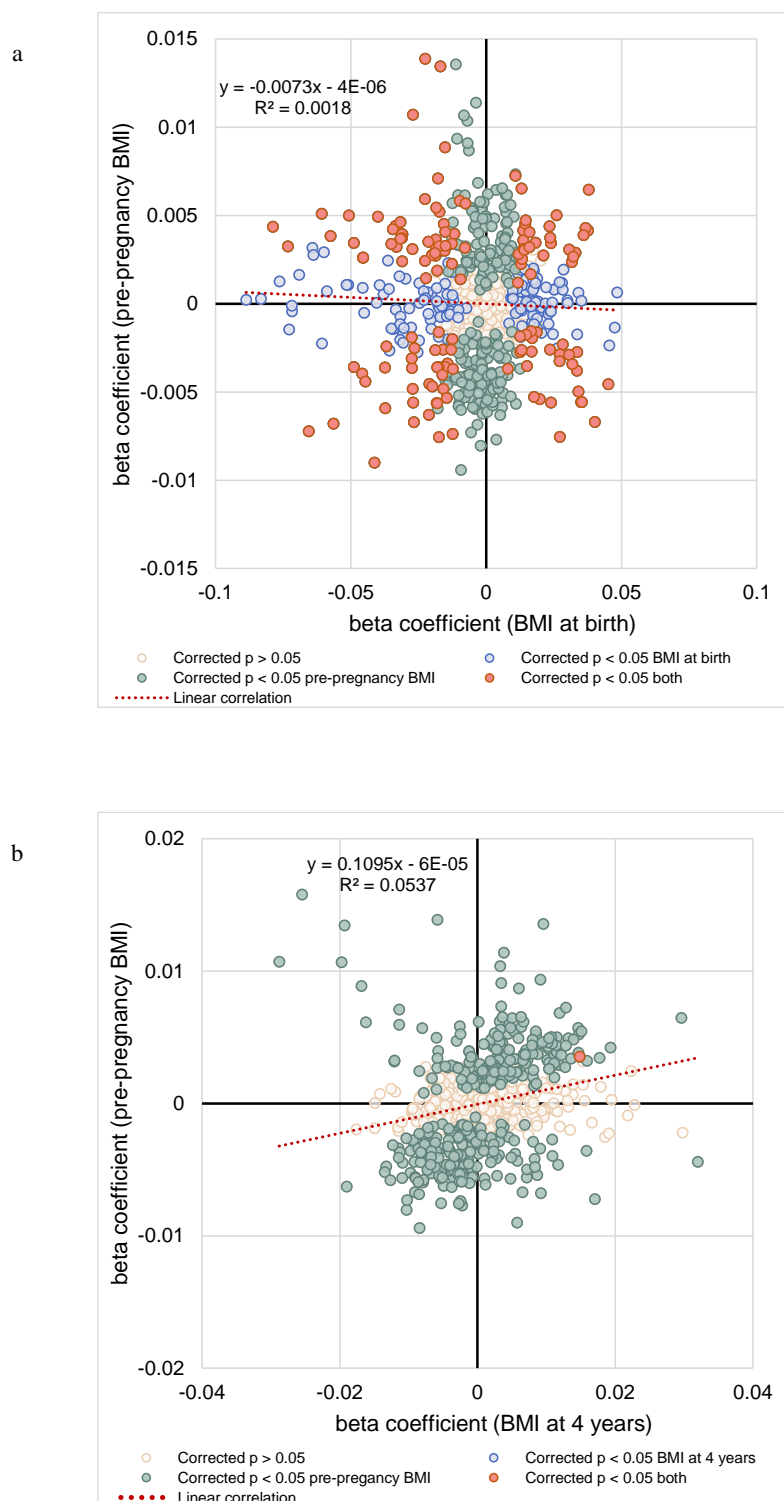 a
0.015
y = -0.0073x - 4E-06
R² = 0.0018
0.01
0.005
0
-0.005
-0.01
-0.015
beta coefficient (pre-pregnancy BMI)
-0.1 -0.05 0 0.05 0.1
beta coefficient (BMI at birth)
Corrected p > 0.05 Corrected p < 0.05 BMI at birth
Corrected p < 0.05 pre-pregnancy BMI Corrected p < 0.05 both
Linear correlation
b
0.02
y = 0.1095x - 6E-05
R² = 0.0537
0.01
0
-0.01
-0.02
beta coefficient (pre-pregnancy BMI)
-0.04 -0.02 0 0.02 0.04
beta coefficient (BMI at 4 years)
Corrected p > 0.05 Corrected p < 0.05 BMI at 4 years
Corrected p < 0.05 pre-pregancy BMI Corrected p < 0.05 both
Linear correlation